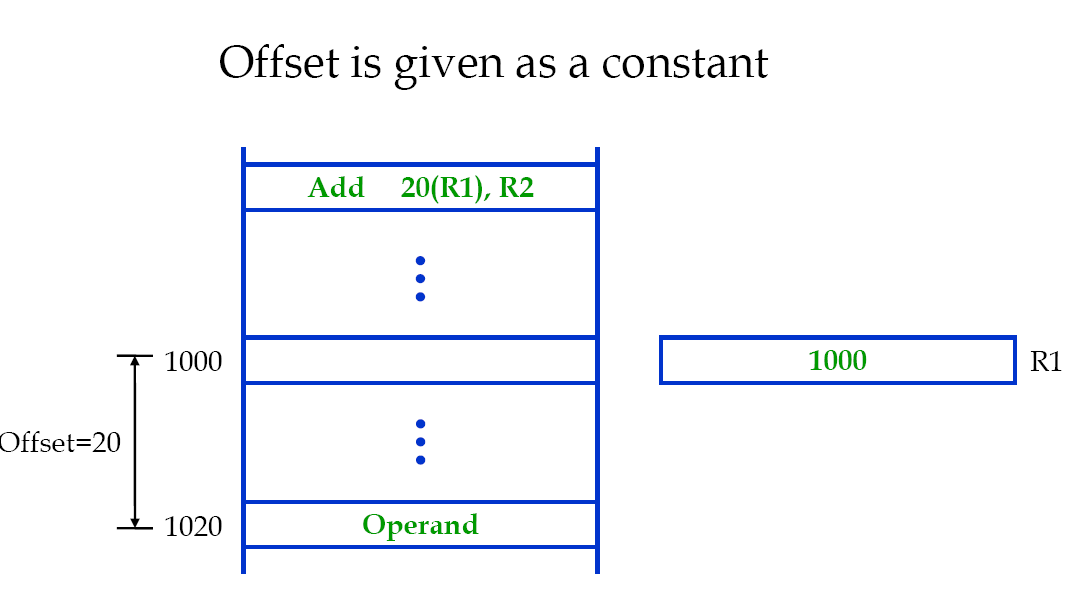 Offset is given as a constant
Add 20(R1), R2
1000
1000
R1
Offset=20
1020
Operand